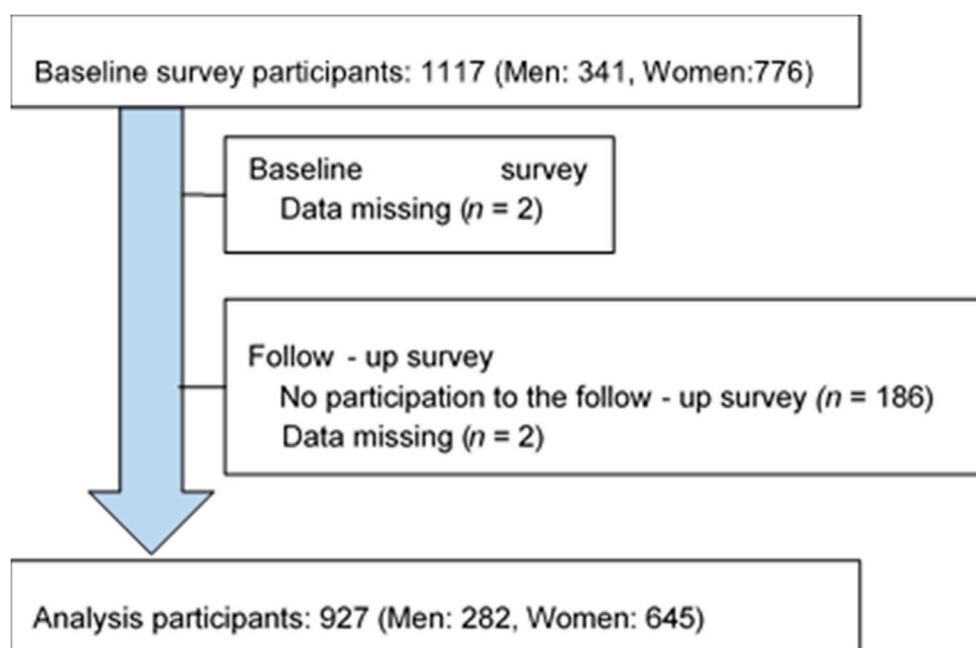 Baseline survey participants: 1117 (Men: 341, Women:776)
Baseline survey
Data missing (n = 2)
Follow - up survey
No participation to the follow - up survey (n = 186)
Data missing (n = 2)
Analysis participants: 927 (Men: 282, Women: 645)